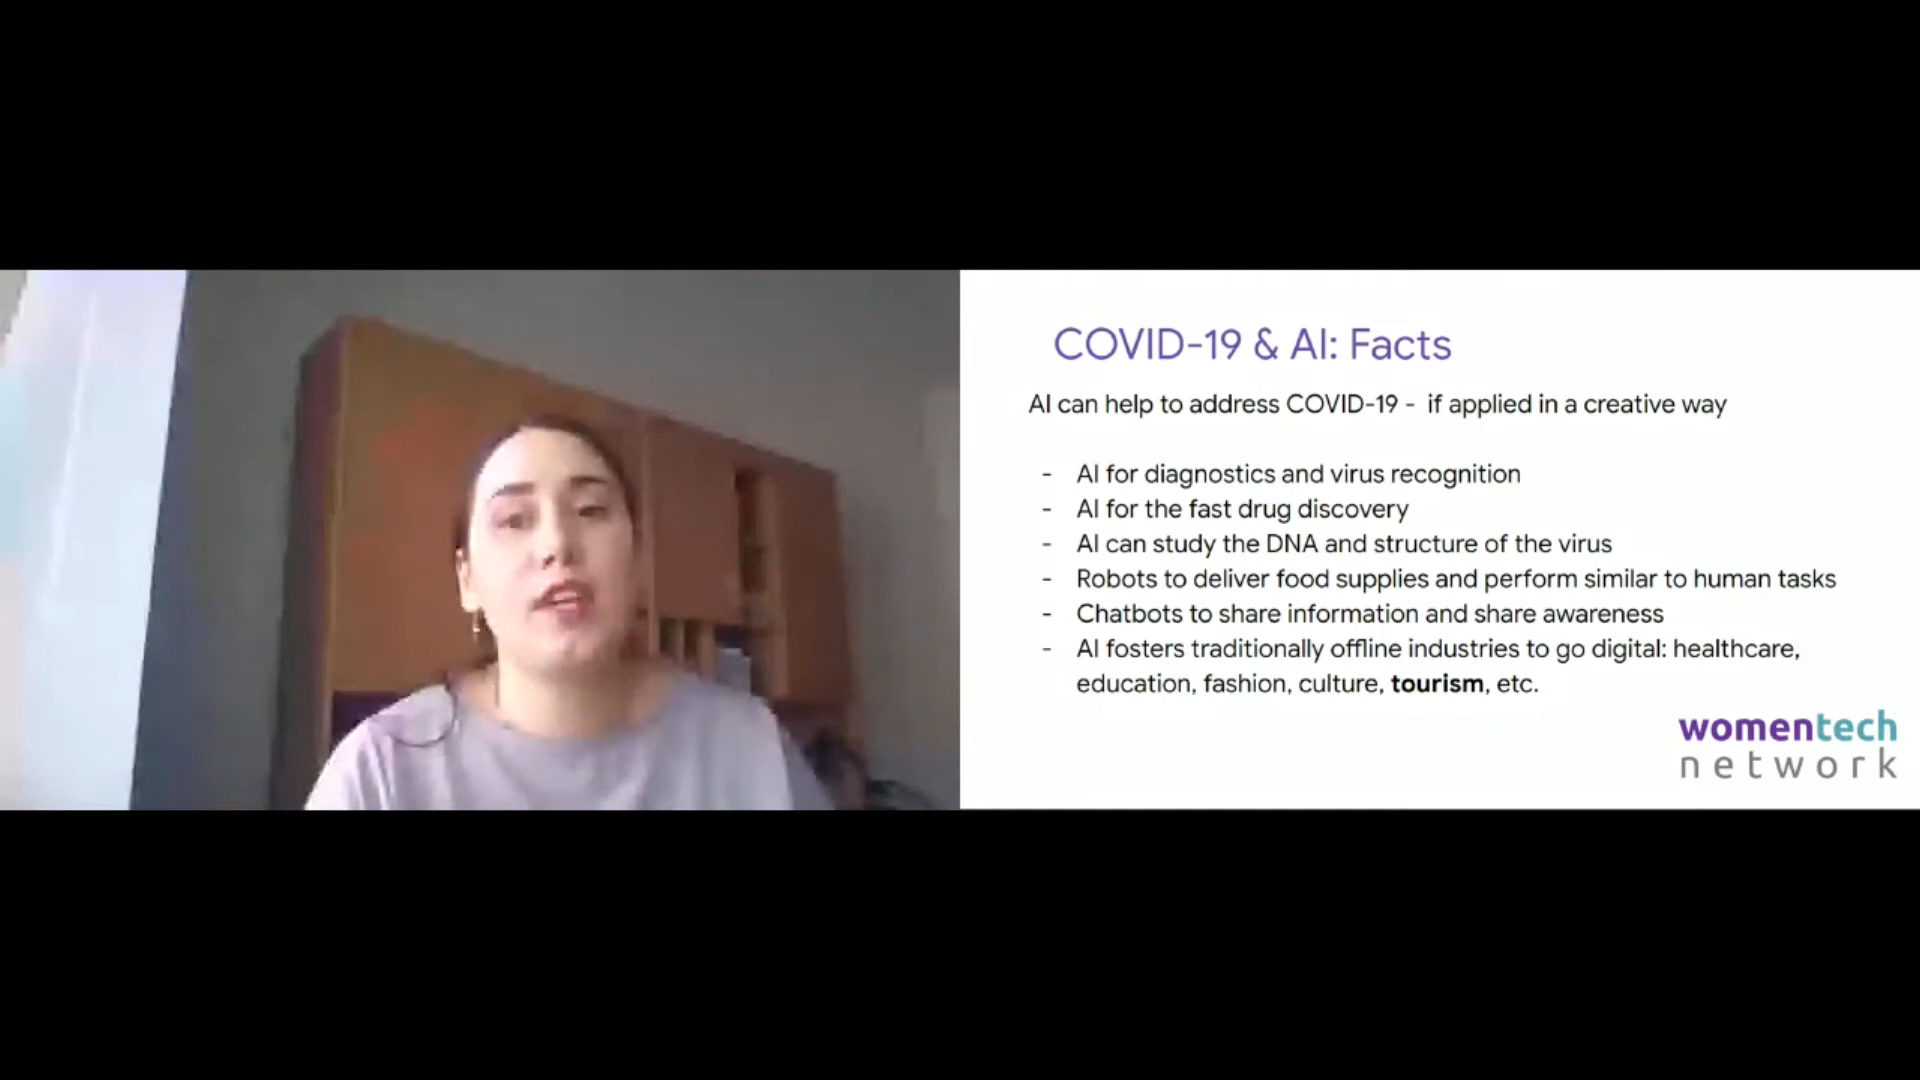 COVID-19 & AI: Facts
AI can help to address COVID-19 - if applied in a creative way
- AI for diagnostics and virus recognition
- AI for the fast drug discovery
- AI can study the DNA and structure of the virus
- Robots to deliver food supplies and perform similar to human tasks
- Chatbots to share information and share awareness
- AI fosters traditionally offline industries to go digital: healthcare,
education, fashion, culture, tourism, etc.
womentech
network